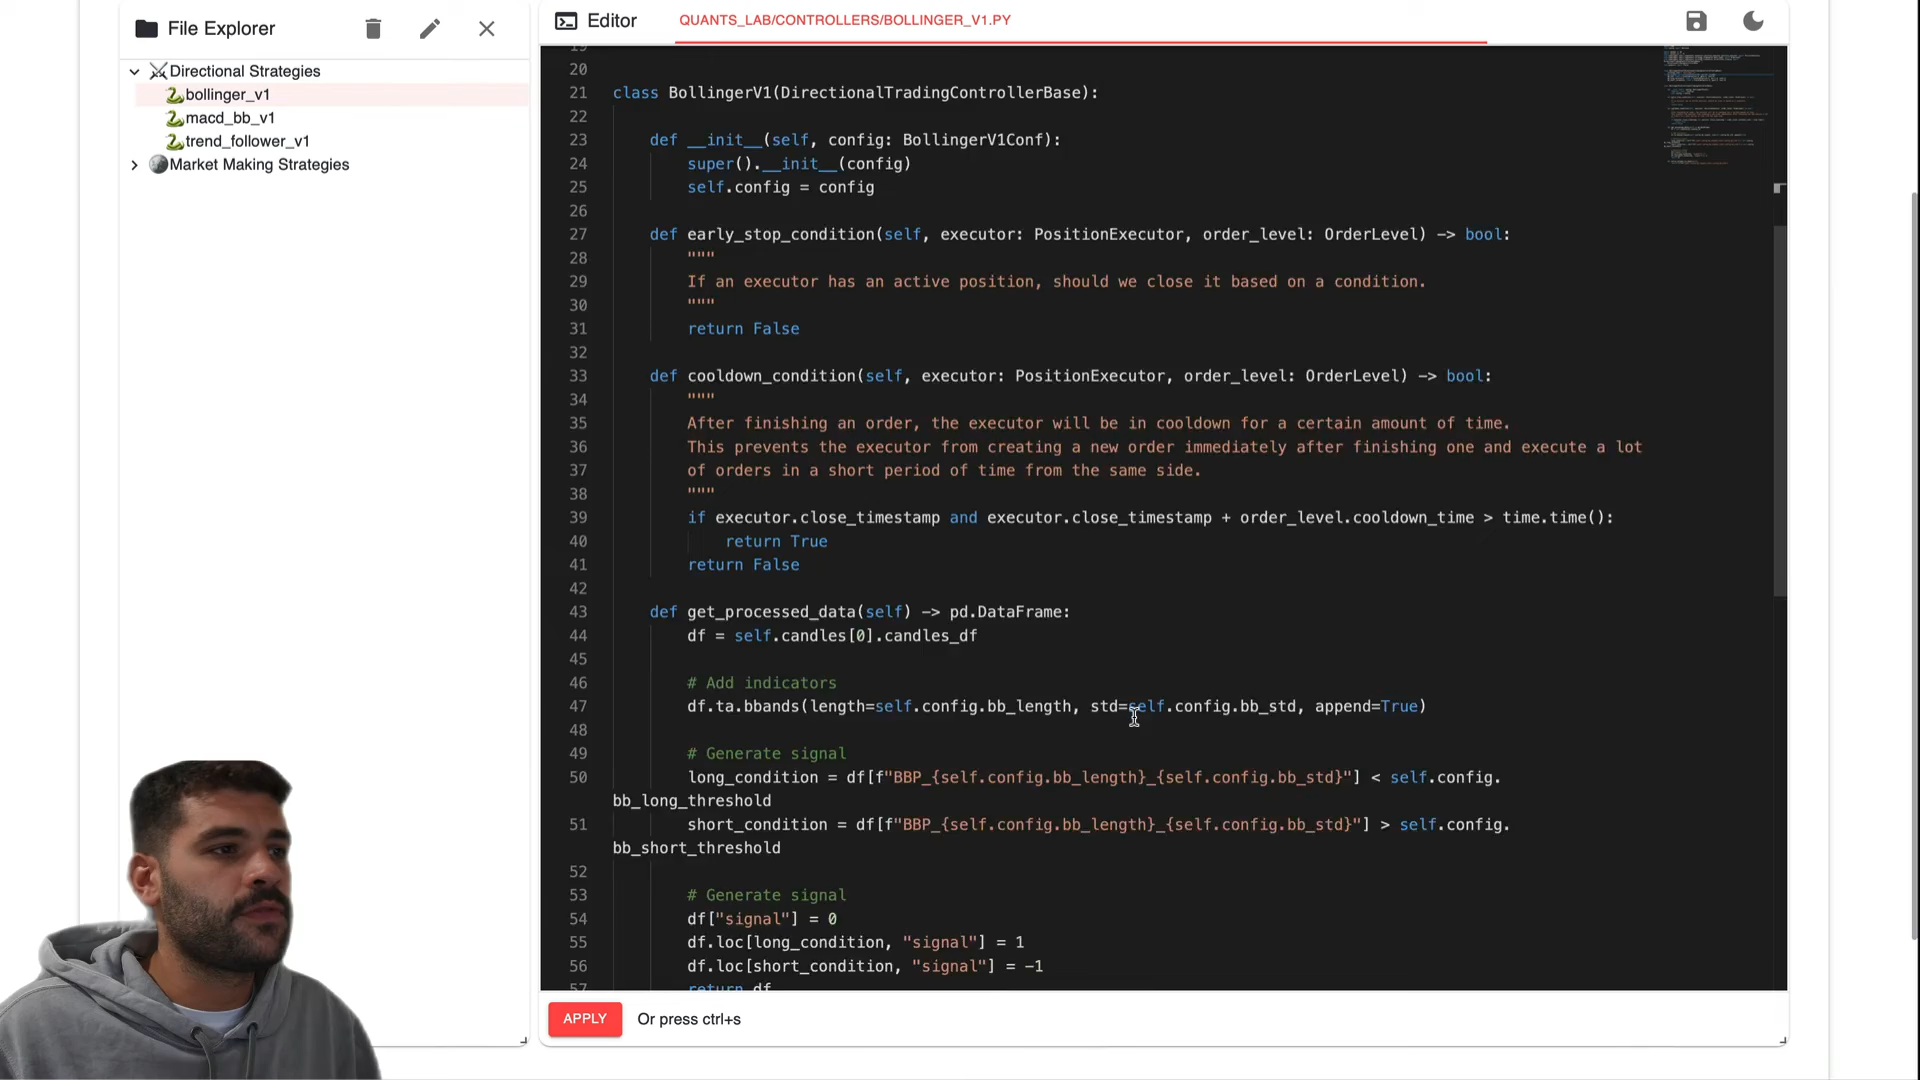 File Explorer
Directional Strategies
bollinger_v1
macd_bb_v1
trend_follower_v1
Market Making Strategies
Editor
QUANTS_LAB/CONTROLLERS/BOLLINGER_V1.PY
19
20
21 class BollingerV1(DirectionalTradingControllerBase):
22
23 def __init__(self, config: BollingerV1Conf):
24 super().__init__(config)
25 self.config = config
26
27 def early_stop_condition(self, executor: PositionExecutor, order_level: OrderLevel) -> bool:
28 """
29 If an executor has an active position, should we close it based on a condition.
30 """
31 return False
32
33 def cooldown_condition(self, executor: PositionExecutor, order_level: OrderLevel) -> bool:
34 """
35 After finishing an order, the executor will be in cooldown for a certain amount of time.
36 This prevents the executor from creating a new order immediately after finishing one and execute a lot
37 of orders in a short period of time from the same side.
38 """
39 if executor.close_timestamp and executor.close_timestamp + order_level.cooldown_time > time.time():
40 return True
41 return False
42
43 def get_processed_data(self) -> pd.DataFrame:
44 df = self.candles[0].candles_df
45
46 # Add indicators
47 df.ta.bbands(length=self.config.bb_length, std=self.config.bb_std, append=True)
48
49 # Generate signal
50 long_condition = df[f"BBP_{self.config.bb_length}_{self.config.bb_std}"] < self.config.
bb_long_threshold
51 short_condition = df[f"BBP_{self.config.bb_length}_{self.config.bb_std}"] > self.config.
bb_short_threshold
52
53 # Generate signal
54 df["signal"] = 0
55 df.loc[long_condition, "signal"] = 1
56 df.loc[short_condition, "signal"] = -1
57 return df
APPLY Or press ctrl+s